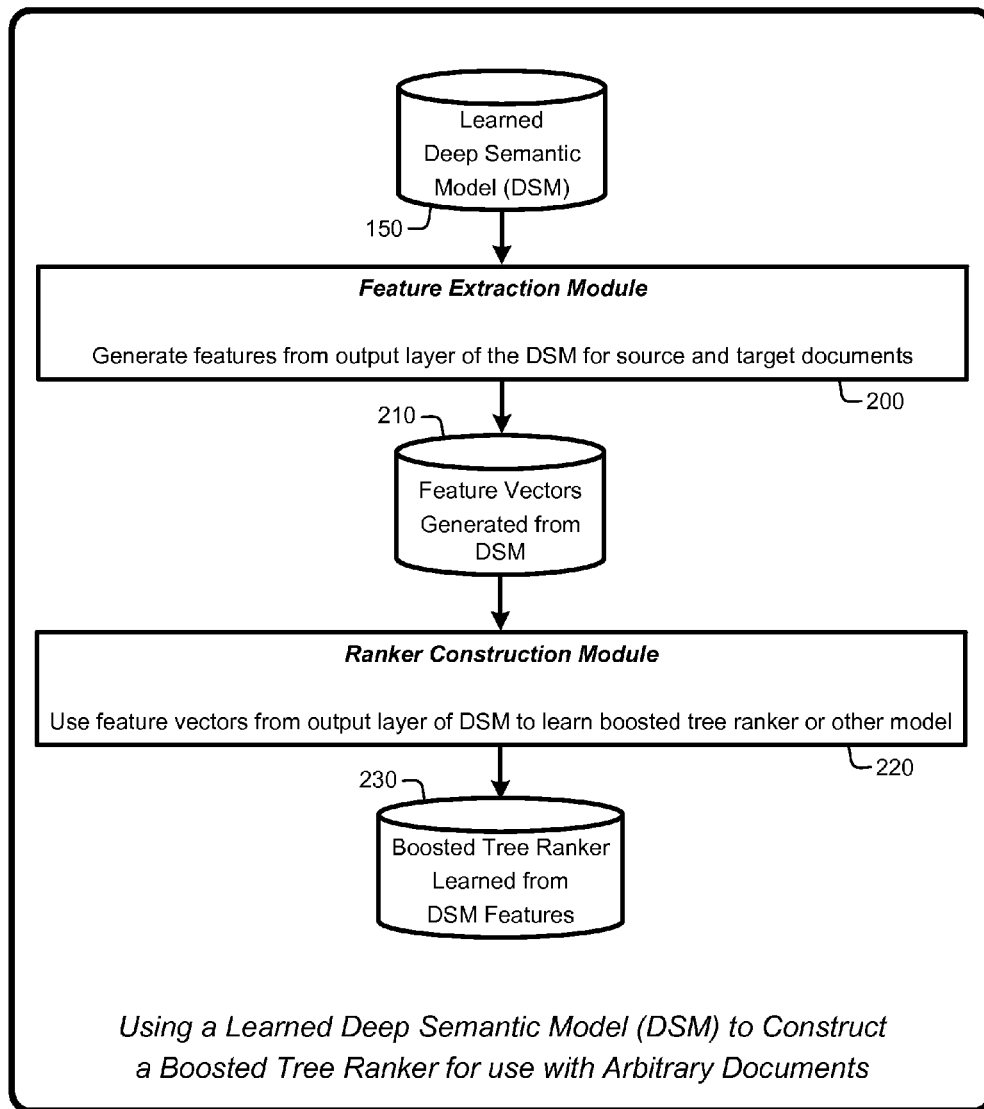 Learned
Deep Semantic
Model (DSM)
150
Feature Extraction Module
Generate features from output layer of the DSM for source and target documents
200
210
Feature Vectors
Generated from
DSM
Ranker Construction Module
Use feature vectors from output layer of DSM to learn boosted tree ranker or other model
220
230
Boosted Tree Ranker
Learned from
DSM Features
Using a Learned Deep Semantic Model (DSM) to Construct
a Boosted Tree Ranker for use with Arbitrary Documents